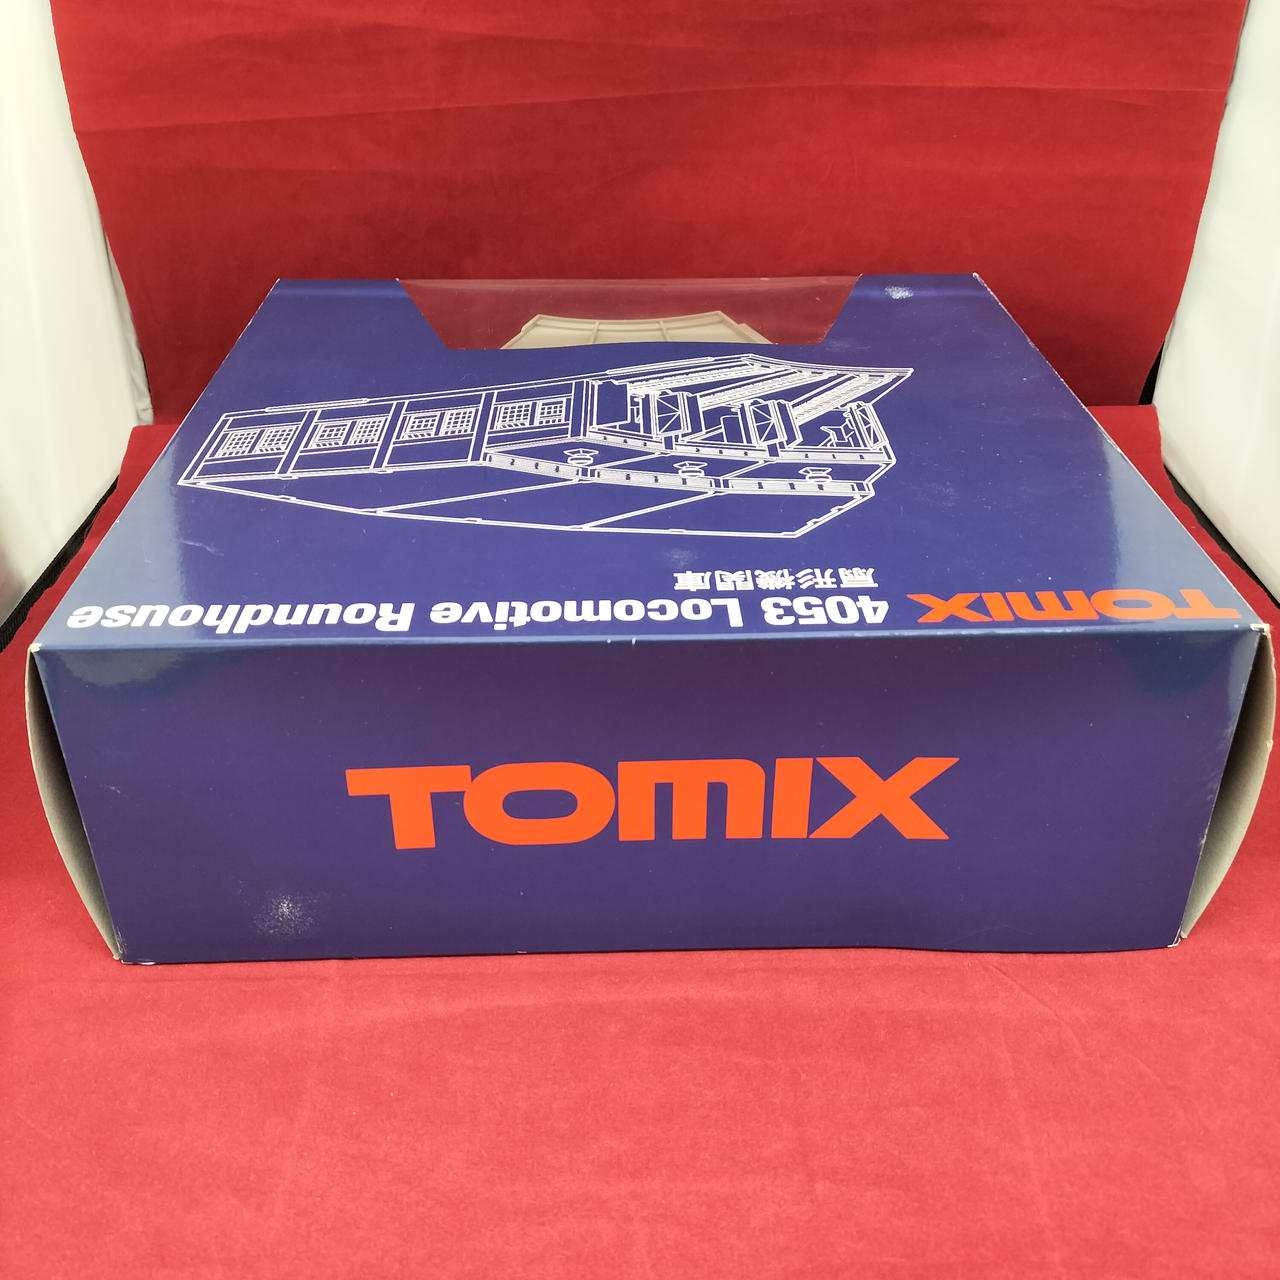 TOMIX 4053 Locomotive Roundhouse
扇形機関庫
TOMIX